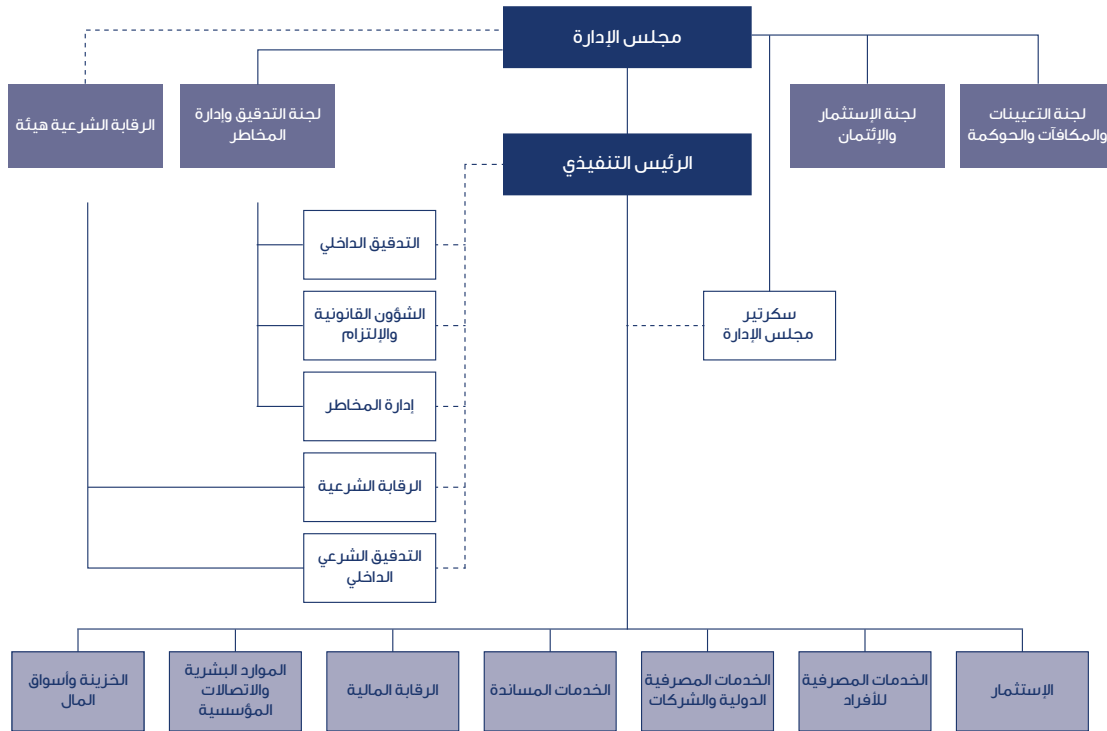 مجلس الإدارة
لجنة التعيينات
والمكافآت والحوكمة
لجنة الإستثمار
والإئتمان
لجنة التدقيق وإدارة
المخاطر
الرقابة الشرعية هيئة
الرئيس التنفيذي
التدقيق الداخلي
الشؤون القانونية
والإلتزام
سكرتير
مجلس الإدارة
إدارة المخاطر
الرقابة الشرعية
التدقيق الشرعي
الداخلي
الإستثمار
الخدمات المصرفية
للأفراد
الخدمات المصرفية
الدولية والشركات
الخدمات المساندة
الرقابة المالية
الموارد البشرية
والاتصالات
المؤسسية
الخزينة وأسواق
المال